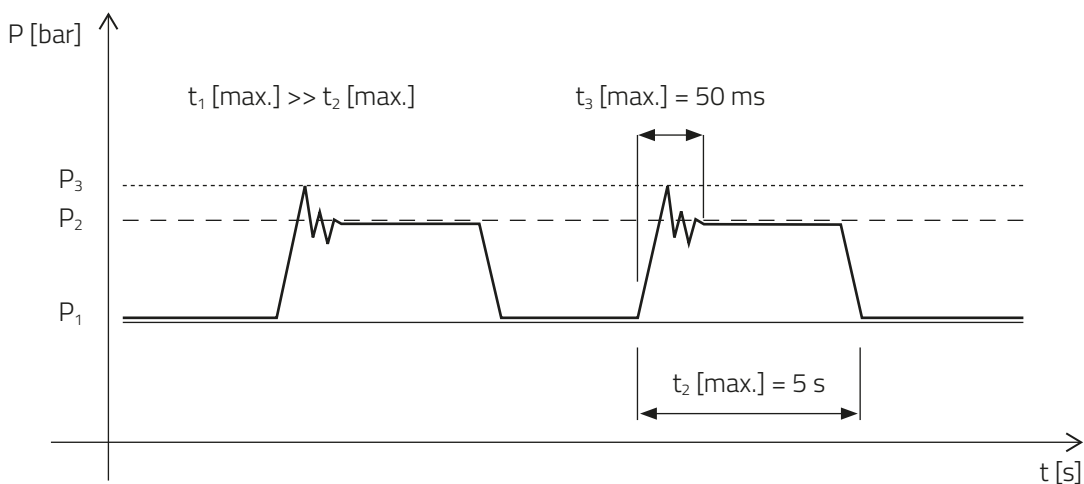 P [bar]
t₁ [max.] >> t₂ [max.]
t₃ [max.] = 50 ms
P₃
P₂
P₁
t₂ [max.] = 5 s
t [s]